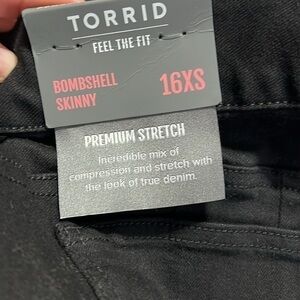 TORRID
FEEL THE FIT
BOMBSHELL
SKINNY
16XS
PREMIUM STRETCH
Incredible mix of
compression and stretch with
the look of true denim.